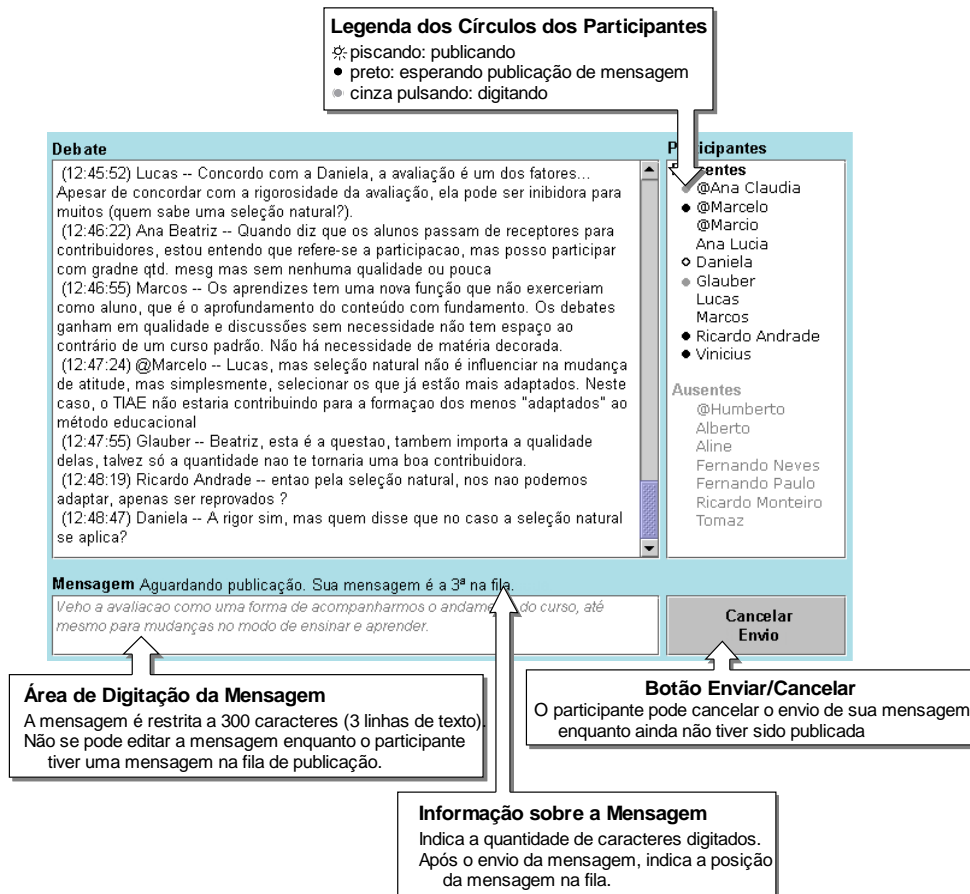 Legenda dos Círculos dos Participantes
piscando: publicando
preto: esperando publicação de mensagem
cinza pulsando: digitando
Debate
(12:45:52) Lucas -- Concordo com a Daniela, a avaliação é um dos fatores...
Apesar de concordar com a rigorosidade da avaliação, ela pode ser inibidora para
muitos (quem sabe uma seleção natural?).
(12:46:22) Ana Beatriz -- Quando diz que os alunos passam de receptores para
contribuidores, estou entendendo que refere-se a participacao, mas posso participar
com gradne qtd. mesg mas sem nenhuma qualidade ou pouca
(12:46:55) Marcos -- Os aprendizes tem uma nova função que não exerceriam
como aluno, que é o aprofundamento do conteúdo com fundamento. Os debates
ganham em qualidade e discussões sem necessidade não tem espaço ao
contrário de um curso padrão. Não há necessidade de matéria decorada.
(12:47:24) @Marcelo -- Lucas, mas seleção natural não é influenciar na mudança
de atitude, mas simplesmente, selecionar os que já estão mais adaptados. Neste
caso, o TIAE não estaria contribuindo para a formaçao dos menos "adaptados" ao
método educacional
(12:47:55) Glauber -- Beatriz, esta é a questao, tambem importa a qualidade
delas, talvez só a quantidade nao te tornaria uma boa contribuidora.
(12:48:19) Ricardo Andrade -- entao pela seleção natural, nos nao podemos
adaptar, apenas ser reprovados ?
(12:48:47) Daniela -- A rigor sim, mas quem disse que no caso a seleção natural
se aplica?
@Ana Claudia
@Marcelo
@Marcio
Ana Lucia
Daniela
Glauber
Lucas
Marcos
Ricardo Andrade
Vinicius
Ausentes
@Humberto
Alberto
Aline
Fernando Neves
Fernando Paulo
Ricardo Monteiro
Tomaz
Mensagem Aguardando publicação. Sua mensagem é a 3ª na fila.
Veho a avaliacao como uma forma de acompanharmos o do curso, até
mesmo para mudanças no modo de ensinar e aprender.
Cancelar
Envio
Área de Digitação da Mensagem
A mensagem é restrita a 300 caracteres (3 linhas de texto).
Não se pode editar a mensagem enquanto o participante
tiver uma mensagem na fila de publicação.
Botão Enviar/Cancelar
O participante pode cancelar o envio de sua mensagem
enquanto ainda não tiver sido publicada
Informação sobre a Mensagem
Indica a quantidade de caracteres digitados.
Após o envio da mensagem, indica a posição
da mensagem na fila.